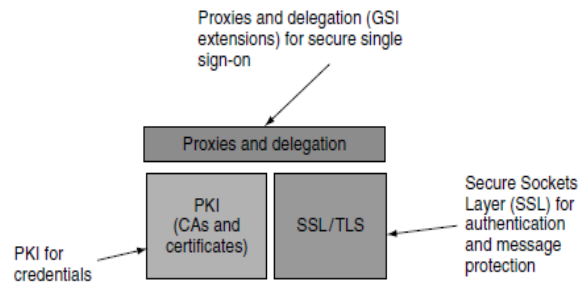 Proxies and delegation (GSI
extensions) for secure single
sign-on
Proxies and delegation
PKI
(CAs and
certificates)
SSL/TLS
PKI for
credentials
Secure Sockets
Layer (SSL) for
authentication
and message
protection